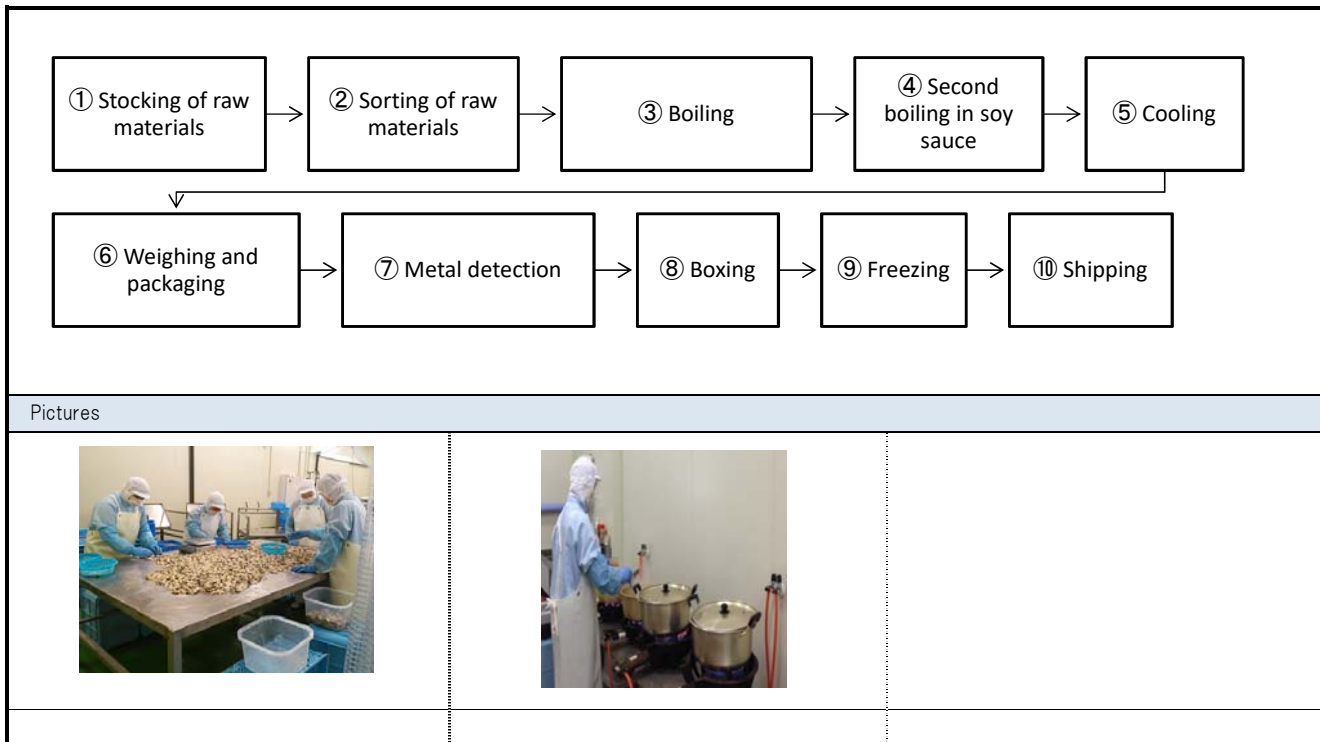 ① Stocking of raw
materials
② Sorting of raw
materials
③ Boiling
④ Second
boiling in soy
sauce
⑤ Cooling
⑥ Weighing and
packaging
⑦ Metal detection
⑧ Boxing
⑨ Freezing
⑩ Shipping
Pictures